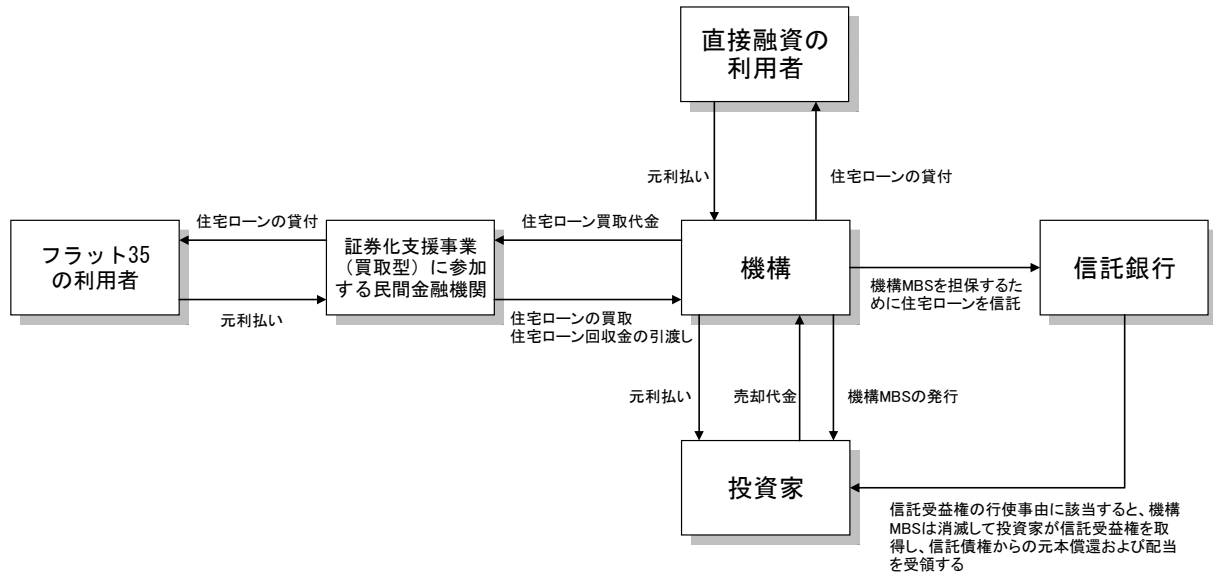 直接融資の
利用者
元利払い
住宅ローンの貸付
住宅ローンの貸付
住宅ローン買取代金
フラット35
の利用者
証券化支援事業
（買取型）に参加
する民間金融機関
機構
信託銀行
機構MBSを担保するた
めに住宅ローンを信託
元利払い
住宅ローンの買取
住宅ローン回収金の引渡し
元利払い
売却代金
機構MBSの発行
投資家
信託受益権の行使事由に該当すると、機構
MBSは消滅して投資家が信託受益権を取
得し、信託債権からの元本償還および配当
を受領する